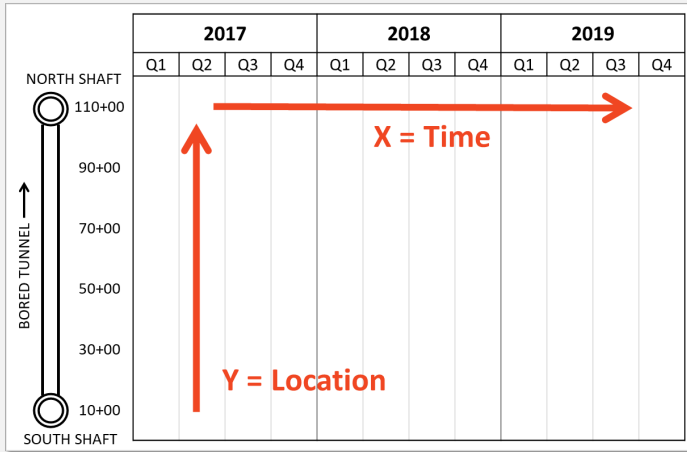 2017 2018 2019
Q1 Q2 Q3 Q4 Q1 Q2 Q3 Q4 Q1 Q2 Q3 Q4
NORTH SHAFT
110+00
X = Time
90+00
70+00
BORED TUNNEL
50+00
30+00
Y = Location
10+00
SOUTH SHAFT